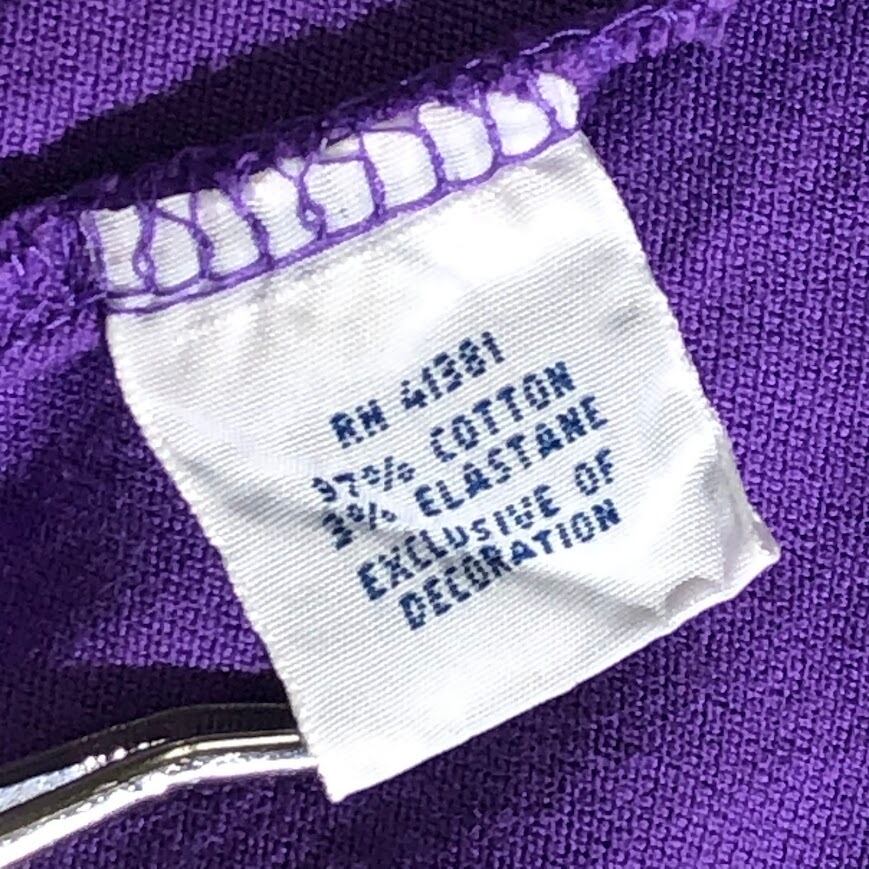 RN 41381
97% COTTON
3% ELASTANE
EXCLUSIVE OF
DECORATION